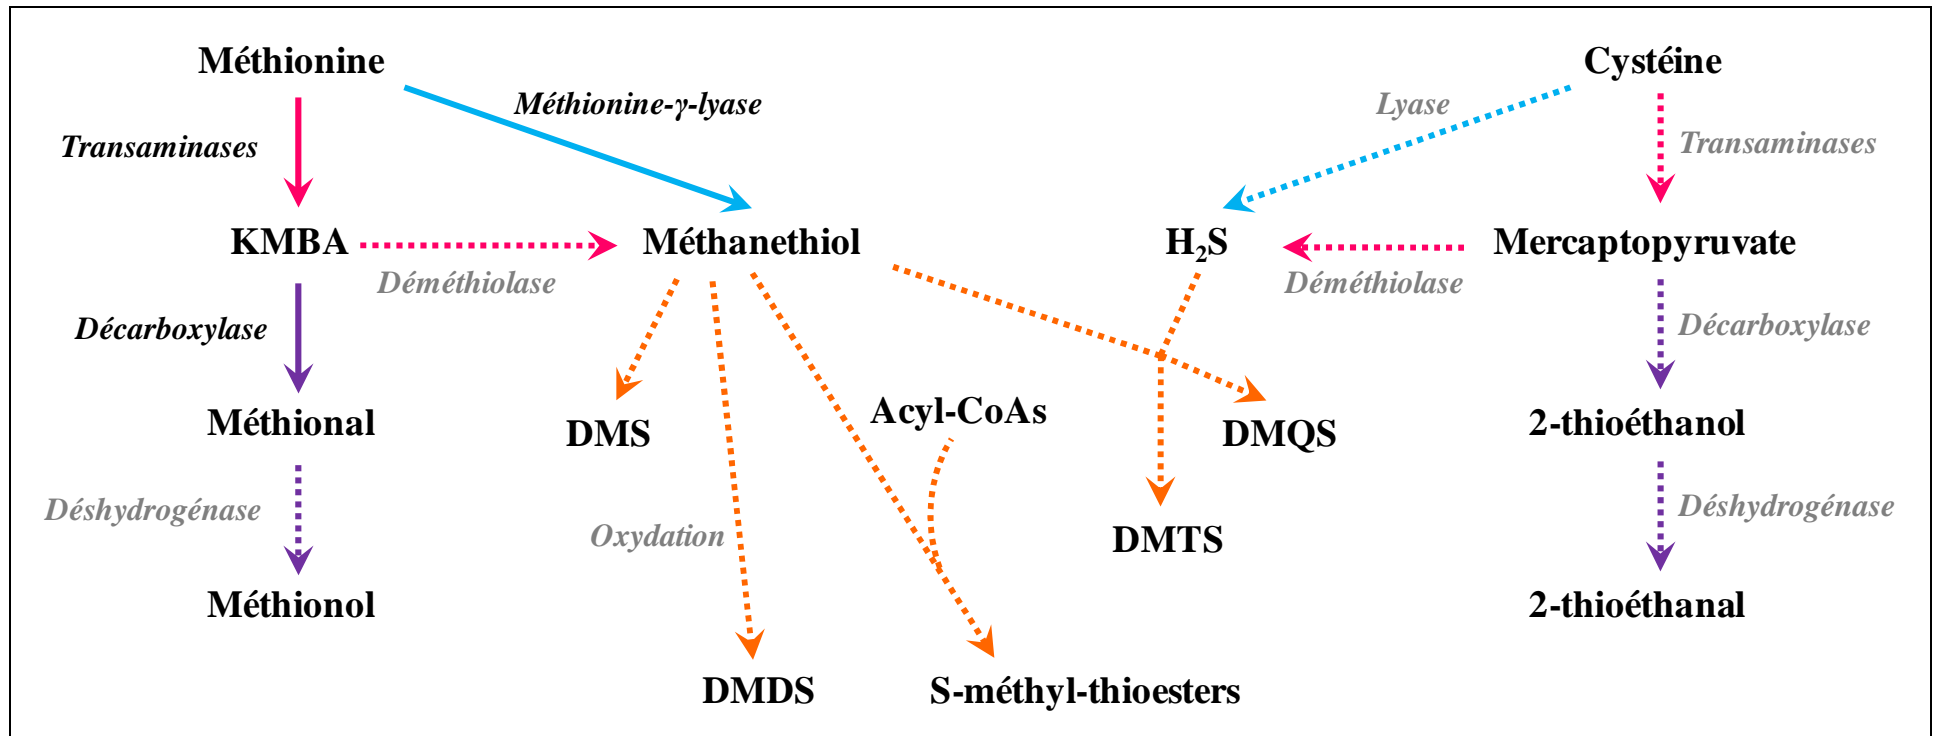 Méthionine
Cystéine
Méthionine-γ-lyase
Lyase
Transaminases
Transaminases
KMBA
Méthanethiol
H₂S
Mercaptopyruvate
Déméthiolase
Déméthiolase
Décarboxylase
Décarboxylase
Méthional
DMS
Acyl-CoAs
DMQS
2-thioéthanol
Déshydrogénase
Oxydation
DMTS
Déshydrogénase
Méthionol
2-thioéthanal
DMDS
S-méthyl-thioesters